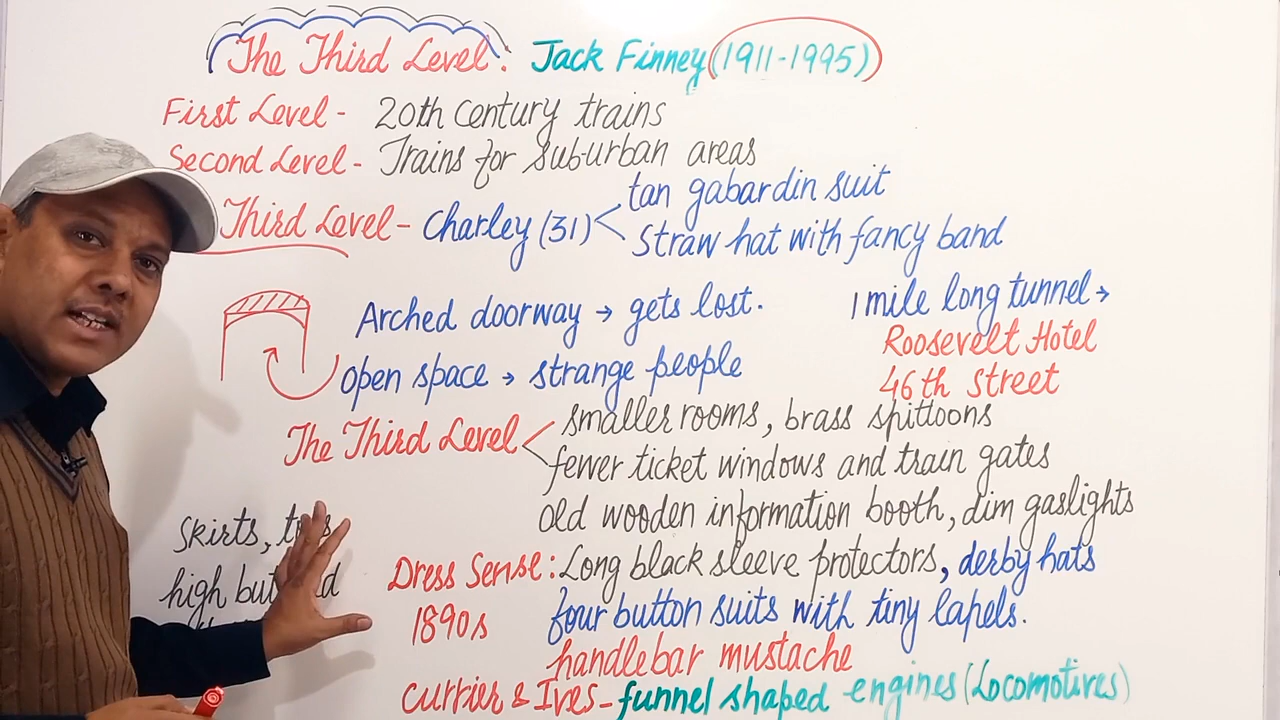 The Third Level: Jack Finney (1911-1995)
First Level - 20th Century trains
Second Level - Trains for sub-urban areas
Third Level - Charley (31) < tan gabardin suit
Straw hat with fancy band
Arched doorway → gets lost.
open space → strange people
1 mile long tunnel →
Roosevelt Hotel
46th Street
The Third Level < smaller rooms, brass spittoons
fewer ticket windows and train gates
old wooden information booth, dim gaslights
Skirts,
high
Dress Sense: Long black sleeve protectors, derby hats
1890s four button suits with tiny lapels.
handlebar mustache
Currier & Ives - funnel shaped engines (Locomotives)